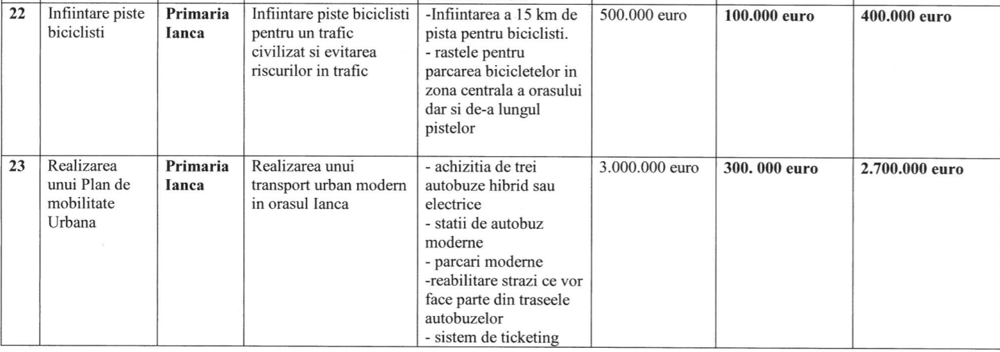 22
Infiintare piste
biciclisti
Primaria
Ianca
Infiintare piste biciclisti
pentru un trafic
civilizat si evitarea
riscurilor in trafic
-Infiintarea a 15 km de
pista pentru biciclisti.
- rastele pentru
parcarea bicicletelor in
zona centrala a orasului
dar si de-a lungul
pistelor
500.000 euro
100.000 euro
400.000 euro
23
Realizarea
unui Plan de
mobilitate
Urbana
Primaria
Ianca
Realizarea unui
transport urban modern
in orasul Ianca
- achizitia de trei
autobuze hibrid sau
electrice
- statii de autobuz
moderne
- parcari moderne
-reabilitare strazi ce vor
face parte din traseele
autobuzelor
- sistem de ticketing
3.000.000 euro
300. 000 euro
2.700.000 euro